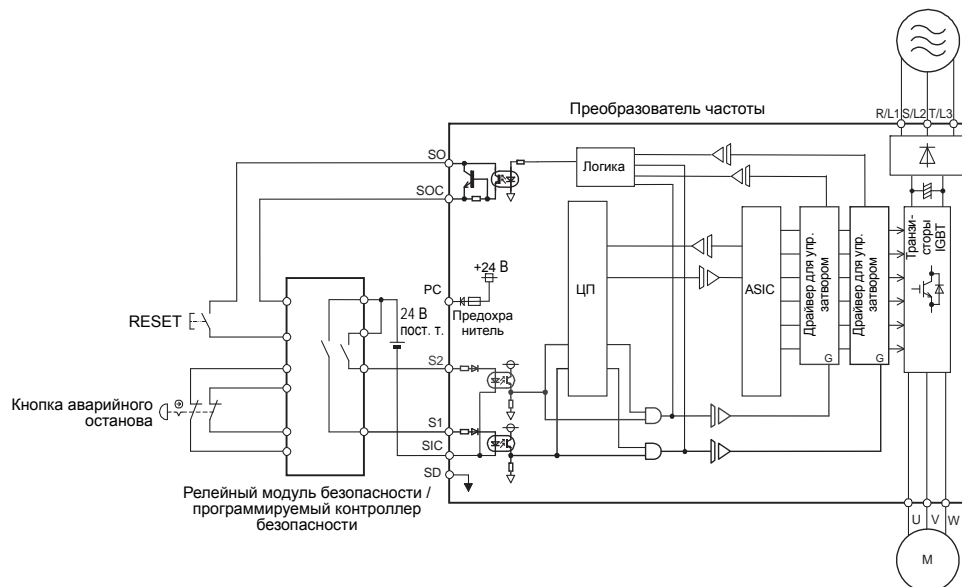 Преобразователь частоты
R/L1 S/L2 T/L3
SO
SOC
Логика
+24 В
PC
Предохра
нитель
24 В
пост. т.
RESET
ЦП
ASIC
Драйвер для упр.
затвором
G
Драйвер для упр.
затвором
G
Транзи-
сторы
IGBT
S2
Кнопка аварийного
останова
S1
SIC
SD
Релейный модуль безопасности /
программируемый контроллер
безопасности
U V W
M